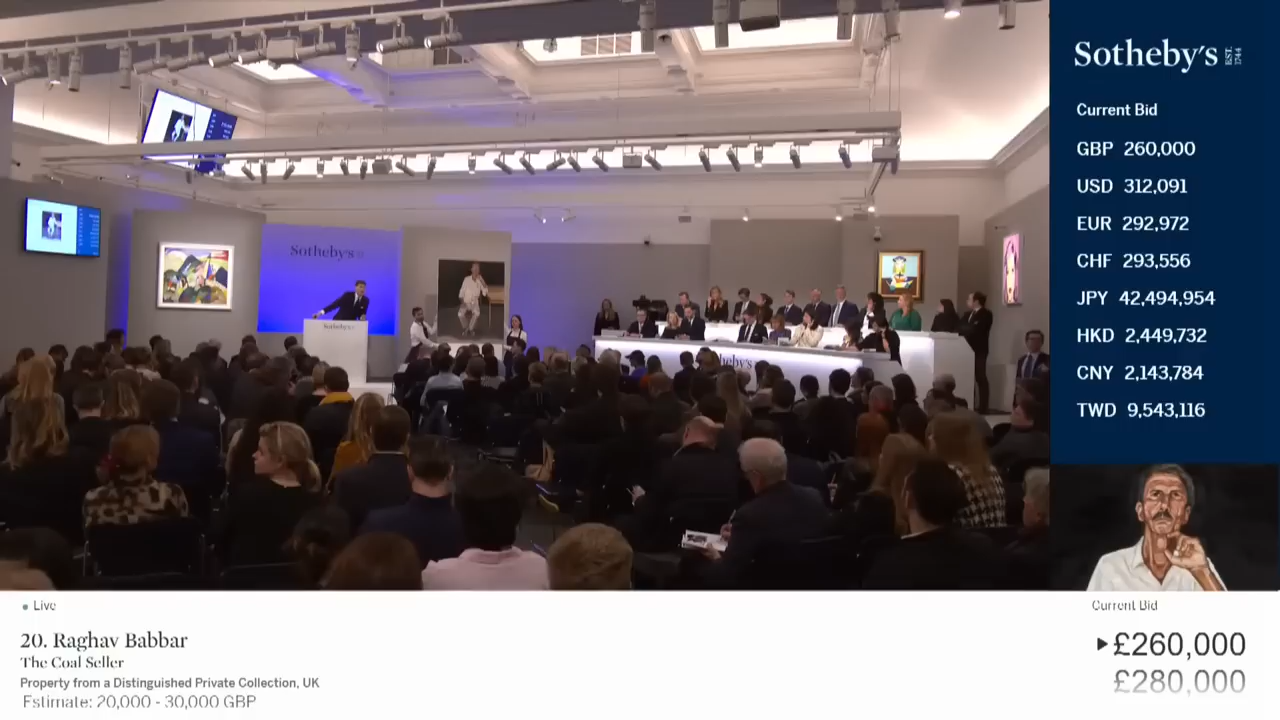 Sotheby's EST. 1744
Current Bid
GBP 260,000
USD 312,091
EUR 292,972
CHF 293,556
JPY 42,494,954
HKD 2,449,732
CNY 2,143,784
TWD 9,543,116
Sotheby's
Sotheby's
Sotheby's
Live
20. Raghav Babbar
The Coal Seller
Property from a Distinguished Private Collection, UK
Estimate: 20,000 - 30,000 GBP
Current Bid
£260,000
£280,000